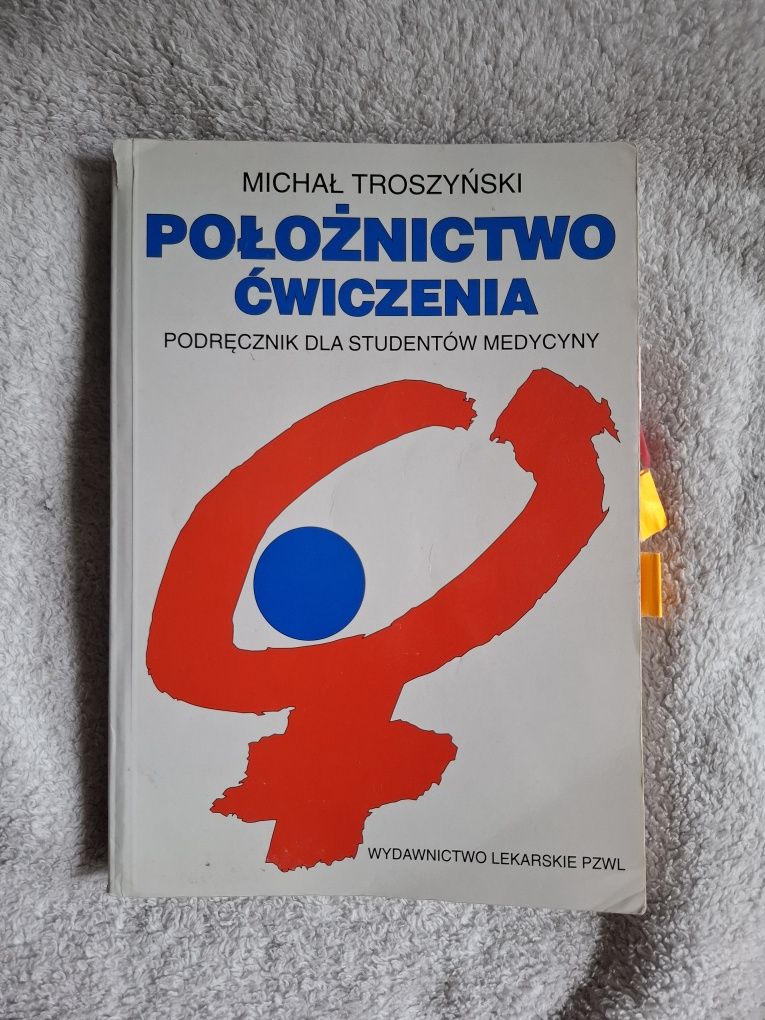 MICHAŁ TROSZYŃSKI
POŁOŻNICTWO
ĆWICZENIA
PODRĘCZNIK DLA STUDENTÓW MEDYCYNY
WYDAWNICTWO LEKARSKIE PZWL